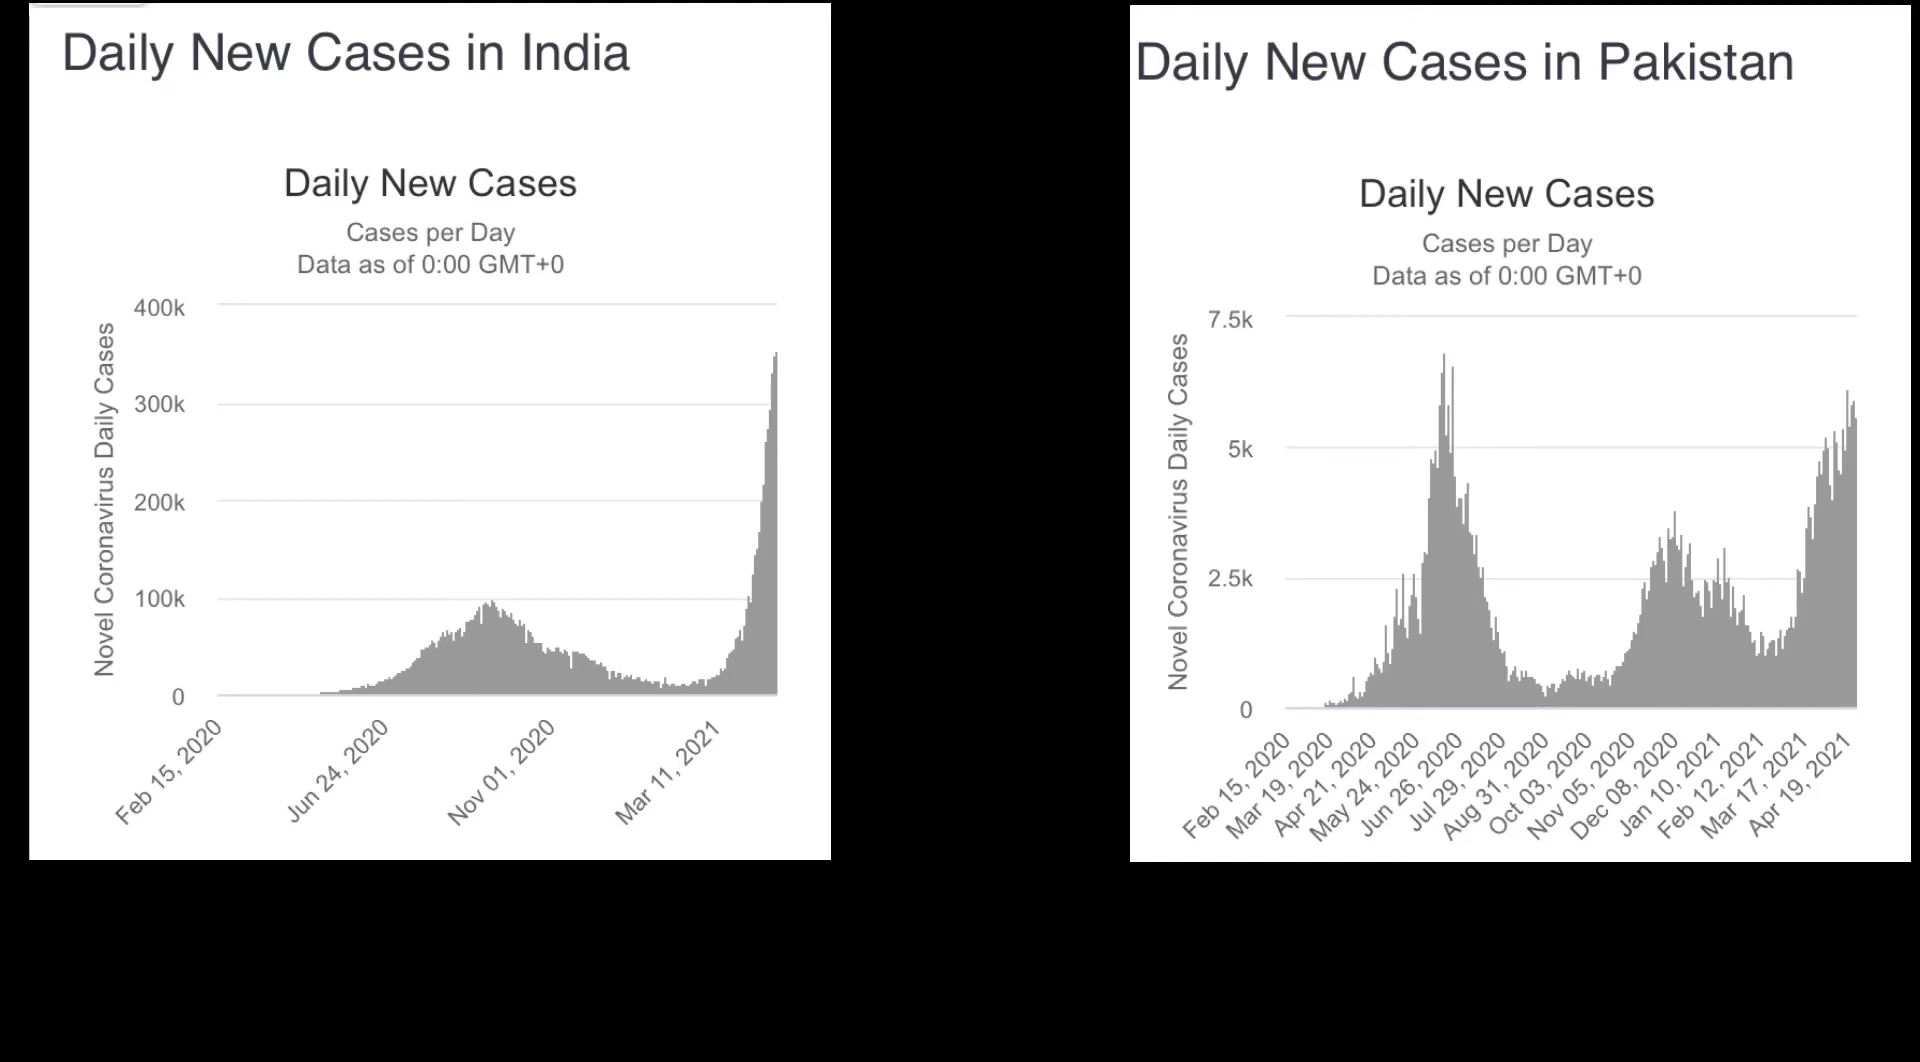 Daily New Cases in India
Daily New Cases
Cases per Day
Data as of 0:00 GMT+0
Novel Coronavirus Daily Cases
400k
300k
200k
100k
0
Feb 15, 2020
Jun 24, 2020
Nov 01, 2020
Mar 11, 2021
Daily New Cases in Pakistan
Daily New Cases
Cases per Day
Data as of 0:00 GMT+0
Novel Coronavirus Daily Cases
7.5k
5k
2.5k
0
Feb 15, 2020
Mar 19, 2020
Apr 21, 2020
May 24, 2020
Jun 26, 2020
Jul 29, 2020
Aug 31, 2020
Oct 03, 2020
Nov 05, 2020
Dec 08, 2020
Jan 10, 2021
Feb 12, 2021
Mar 17, 2021
Apr 19, 2021